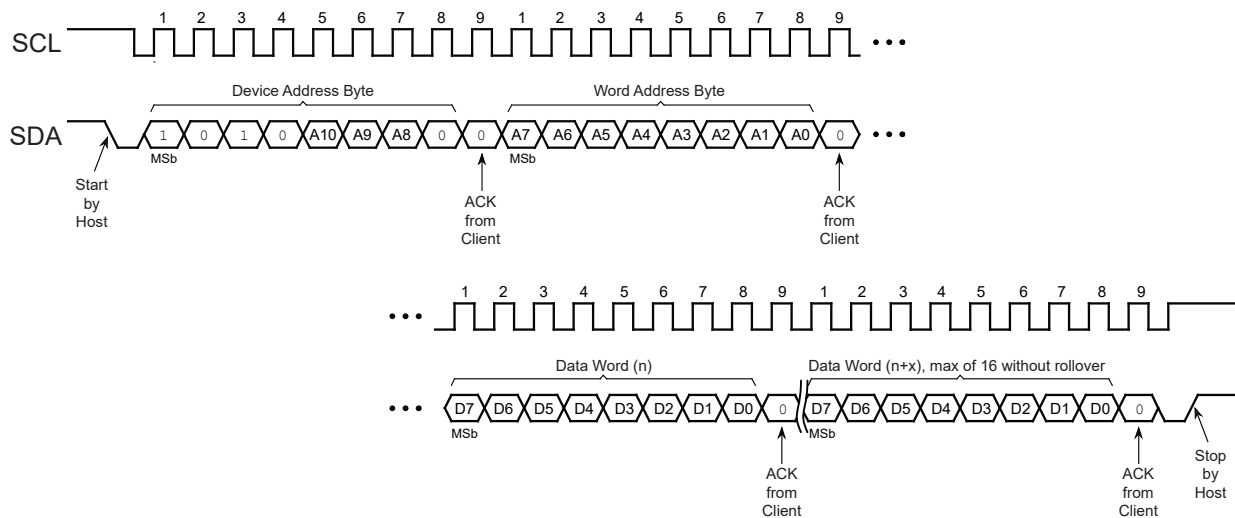 1 2 3 4 5 6 7 8 9 1 2 3 4 5 6 7 8 9
SCL
Device Address Byte Word Address Byte
SDA 1 0 1 0 A10 A9 A8 0 0 A7 A6 A5 A4 A3 A2 A1 A0 0
MSb MSb
Start
by
Host
ACK
from
Client
ACK
from
Client
1 2 3 4 5 6 7 8 9 1 2 3 4 5 6 7 8 9
Data Word (n) Data Word (n+x), max of 16 without rollover
D7 D6 D5 D4 D3 D2 D1 D0 0 D7 D6 D5 D4 D3 D2 D1 D0 0
MSb MSb
ACK
from
Client
ACK
from
Client
Stop
by
Host